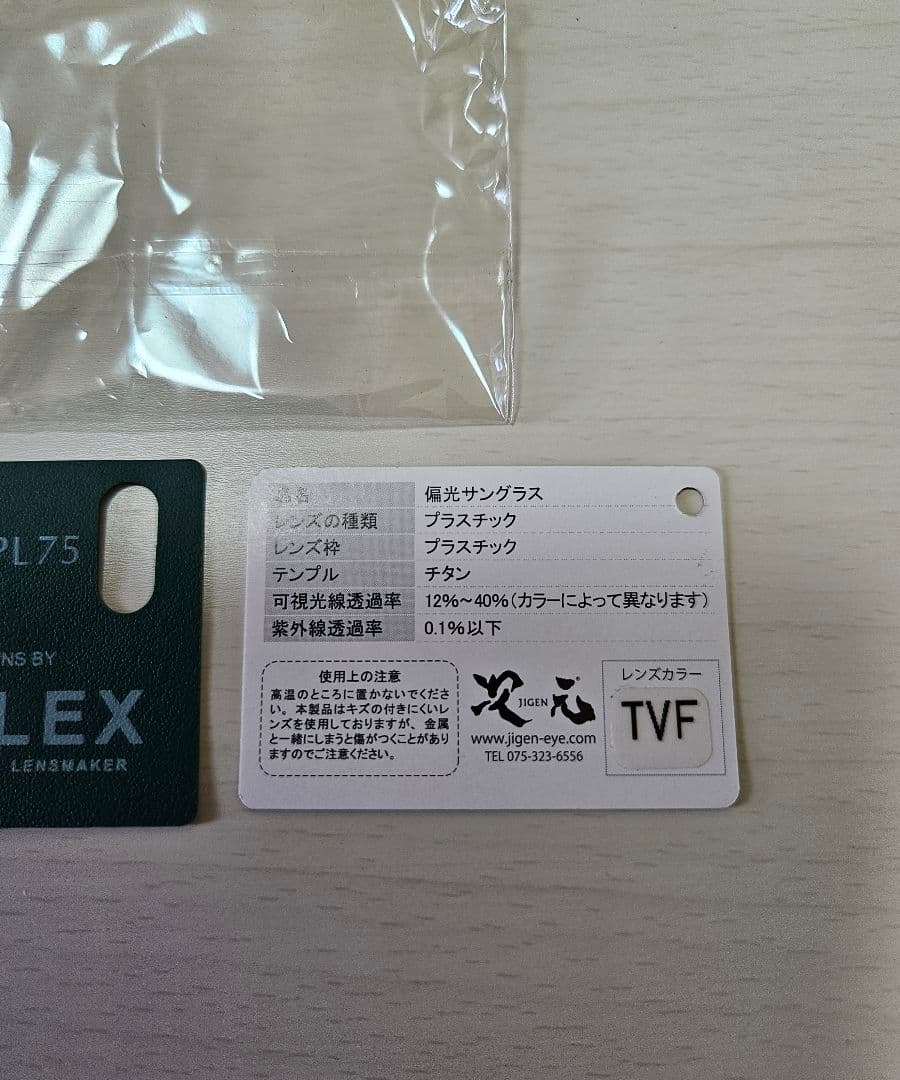 PL75
NS BY
LEX
LENSMAKER
品名 偏光サングラス
レンズの種類 プラスチック
レンズ枠 プラスチック
テンプル チタン
可視光線透過率 12%～40%(カラーによって異なります)
紫外線透過率 0.1%以下
使用上の注意
高温のところに置かないでくださ
い。本製品はキズの付きにくいレ
ンズを使用しておりますが、金属
と一緒にしまうと傷がつくことがあり
ますのでご注意ください。
次 JIGEN 元
www.jigen-eye.com
TEL 075-323-6556
レンズカラー
TVF